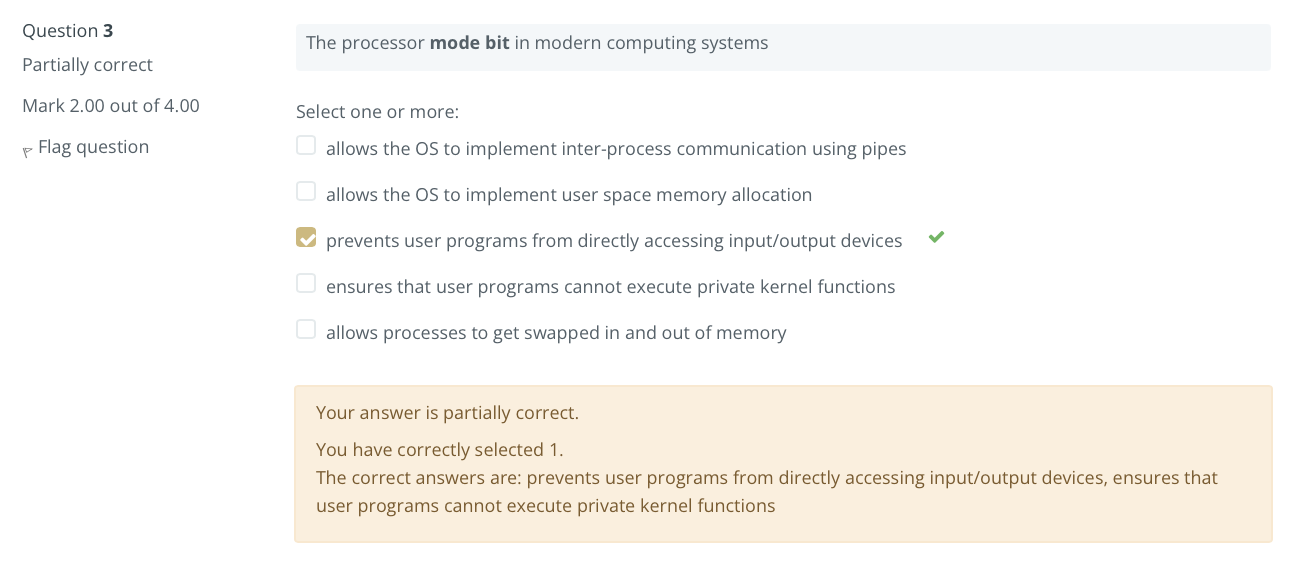 Question 3
Partially correct
Mark 2.00 out of 4.00
Flag question
The processor mode bit in modern computing systems
Select one or more:
allows the OS to implement inter-process communication using pipes
allows the OS to implement user space memory allocation
prevents user programs from directly accessing input/output devices
ensures that user programs cannot execute private kernel functions
allows processes to get swapped in and out of memory
Your answer is partially correct.
You have correctly selected 1.
The correct answers are: prevents user programs from directly accessing input/output devices, ensures that
user programs cannot execute private kernel functions